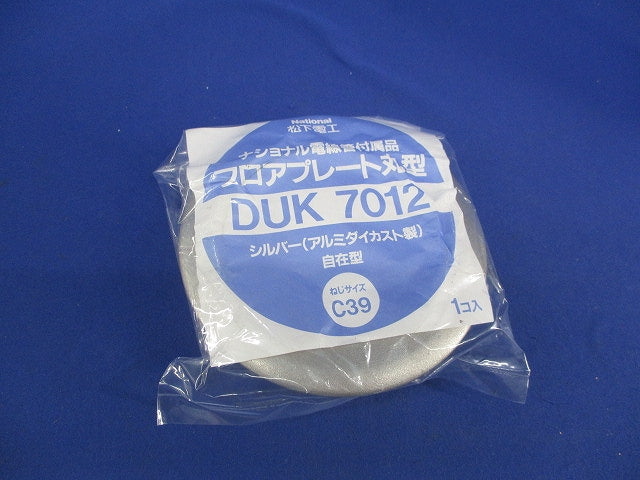 National
松下電工
ナショナル電線管付属品
フロアプレート丸型
DUK 7012
シルバー(アルミダイカスト製)
自在型
ねじサイズ
C39
1コ入